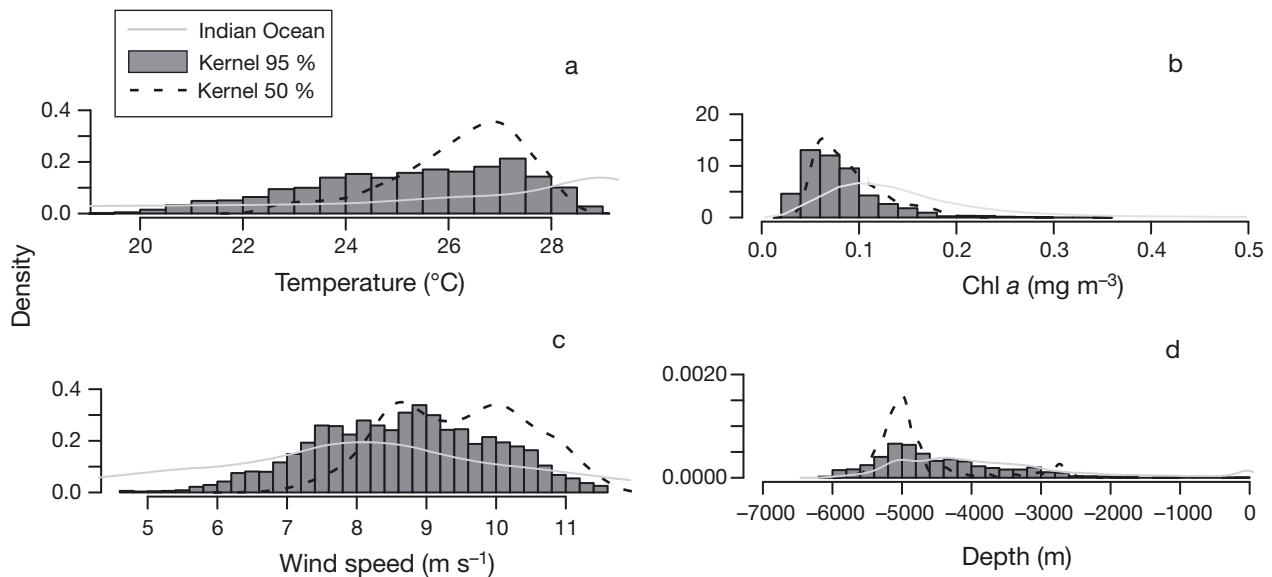 Indian Ocean
Kernel 95 %
Kernel 50 %
a
0.4
0.2
0.0
20 22 24 26 28
Temperature (°C)
b
20
10
0
0.0 0.1 0.2 0.3 0.4 0.5
Chl a (mg m–3)
Density
c
0.4
0.2
0.0
5 6 7 8 9 10 11
Wind speed (m s–1)
d
0.0020
0.0000
–7000 –6000 –5000 –4000 –3000 –2000 –1000 0
Depth (m)